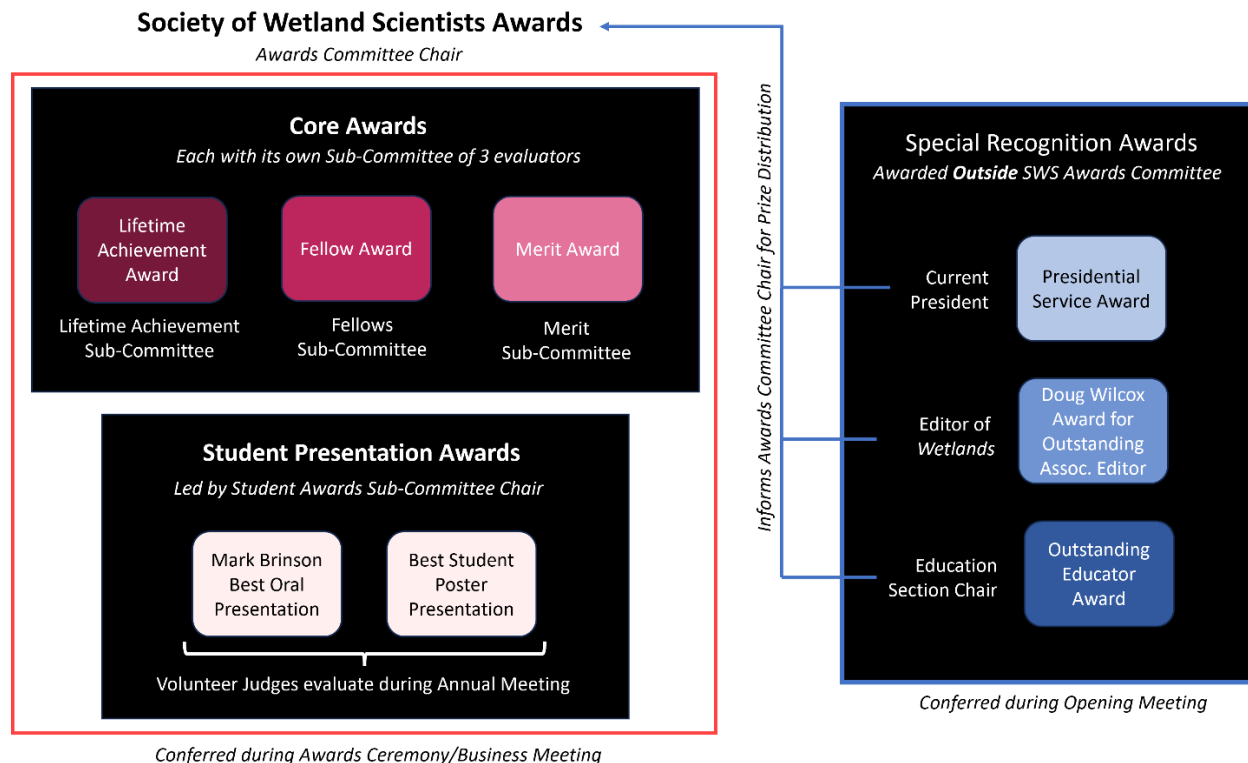 Society of Wetland Scientists Awards
Awards Committee Chair
Core Awards
Each with its own Sub-Committee of 3 evaluators
Lifetime
Achievement
Award
Fellow Award
Merit Award
Lifetime Achievement
Sub-Committee
Fellows
Sub-Committee
Merit
Sub-Committee
Student Presentation Awards
Led by Student Awards Sub-Committee Chair
Mark Brinson
Best Oral
Presentation
Best Student
Poster
Presentation
Volunteer Judges evaluate during Annual Meeting
Conferred during Awards Ceremony/Business Meeting
Informs Awards Committee Chair for Prize Distribution
Special Recognition Awards
Awarded Outside SWS Awards Committee
Current
President
Presidential
Service Award
Editor of
Wetlands
Doug Wilcox
Award for
Outstanding
Assoc. Editor
Education
Section Chair
Outstanding
Educator
Award
Conferred during Opening Meeting